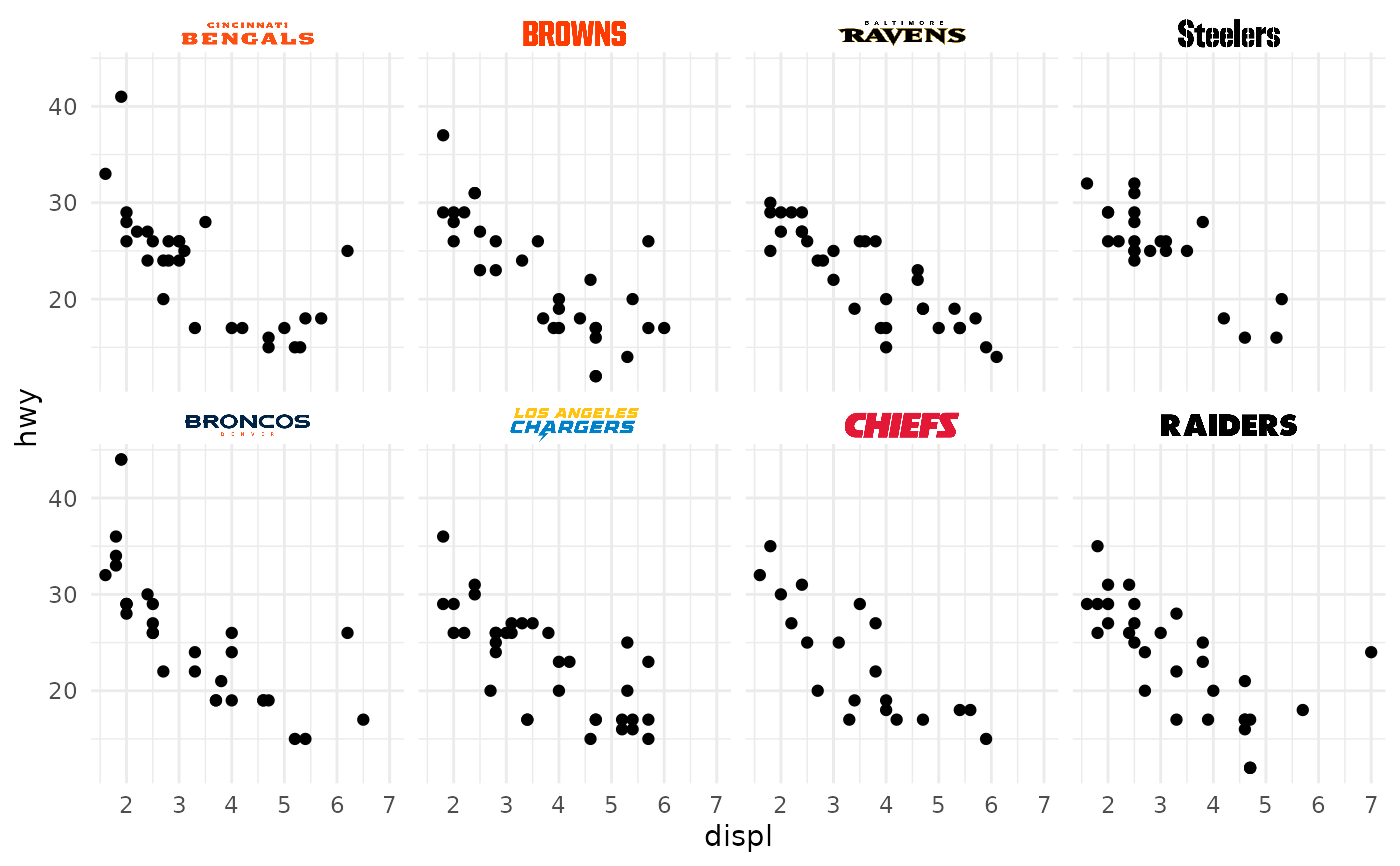 CINCINNATI
BENGALS
BROWNS
BALTIMORE
RAVENS
Steelers
40
30
20
hwy
BRONCOS
DENVER
LOS ANGELES
CHARGERS
CHIEFS
RAIDERS
40
30
20
2 3 4 5 6 7
2 3 4 5 6 7
2 3 4 5 6 7
2 3 4 5 6 7
displ